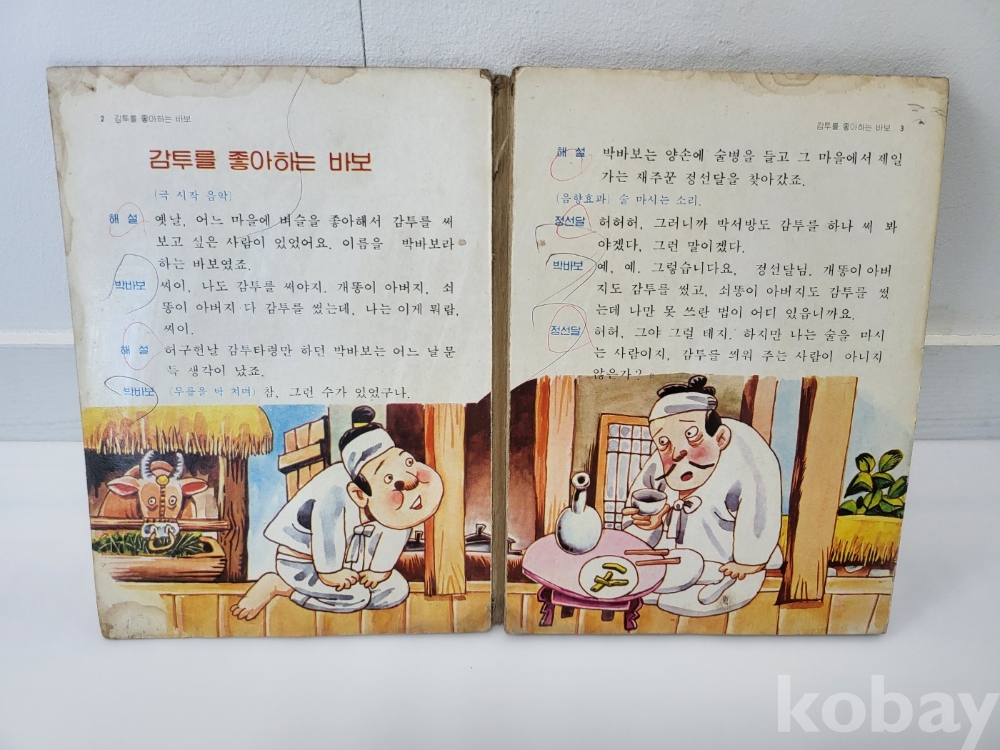 2 감투를 좋아하는 바보
감투를 좋아하는 바보
(극 시작 음악)
해 설 옛날, 어느 마을에 벼슬을 좋아해서 감투를 써
보고 싶은 사람이 있었어요. 이름을 박바보라
하는 바보였죠.
박바보 씨이, 나도 감투를 써야지. 개똥이 아버지, 쇠
똥이 아버지 다 감투를 썼는데, 나는 이게 뭐람,
씨이.
해 설 허구헌날 감투타령만 하던 박바보는 어느 날 문
득 생각이 났죠.
박바보 (무릎을 탁 치며) 참, 그런 수가 있었구나.
감투를 좋아하는 바보 3
해 설 박바보는 양손에 술병을 들고 그 마을에서 제일
가는 재주꾼 정선달을 찾아갔죠.
(음향효과) 술 마시는 소리.
정선달 허허허, 그러니까 박서방도 감투를 하나 써 봐
야겠다, 그런 말이겠다.
박바보 예, 예. 그렇습니다요. 정선달님, 개똥이 아버
지도 감투를 썼고, 쇠똥이 아버지도 감투를 썼
는데 나만 못 쓰란 법이 어디 있읍니까요.
정선달 허허, 그야 그럴 테지. 하지만 나는 술을 마시
는 사람이지, 감투를 씌워 주는 사람이 아니지
않은가?
kobay